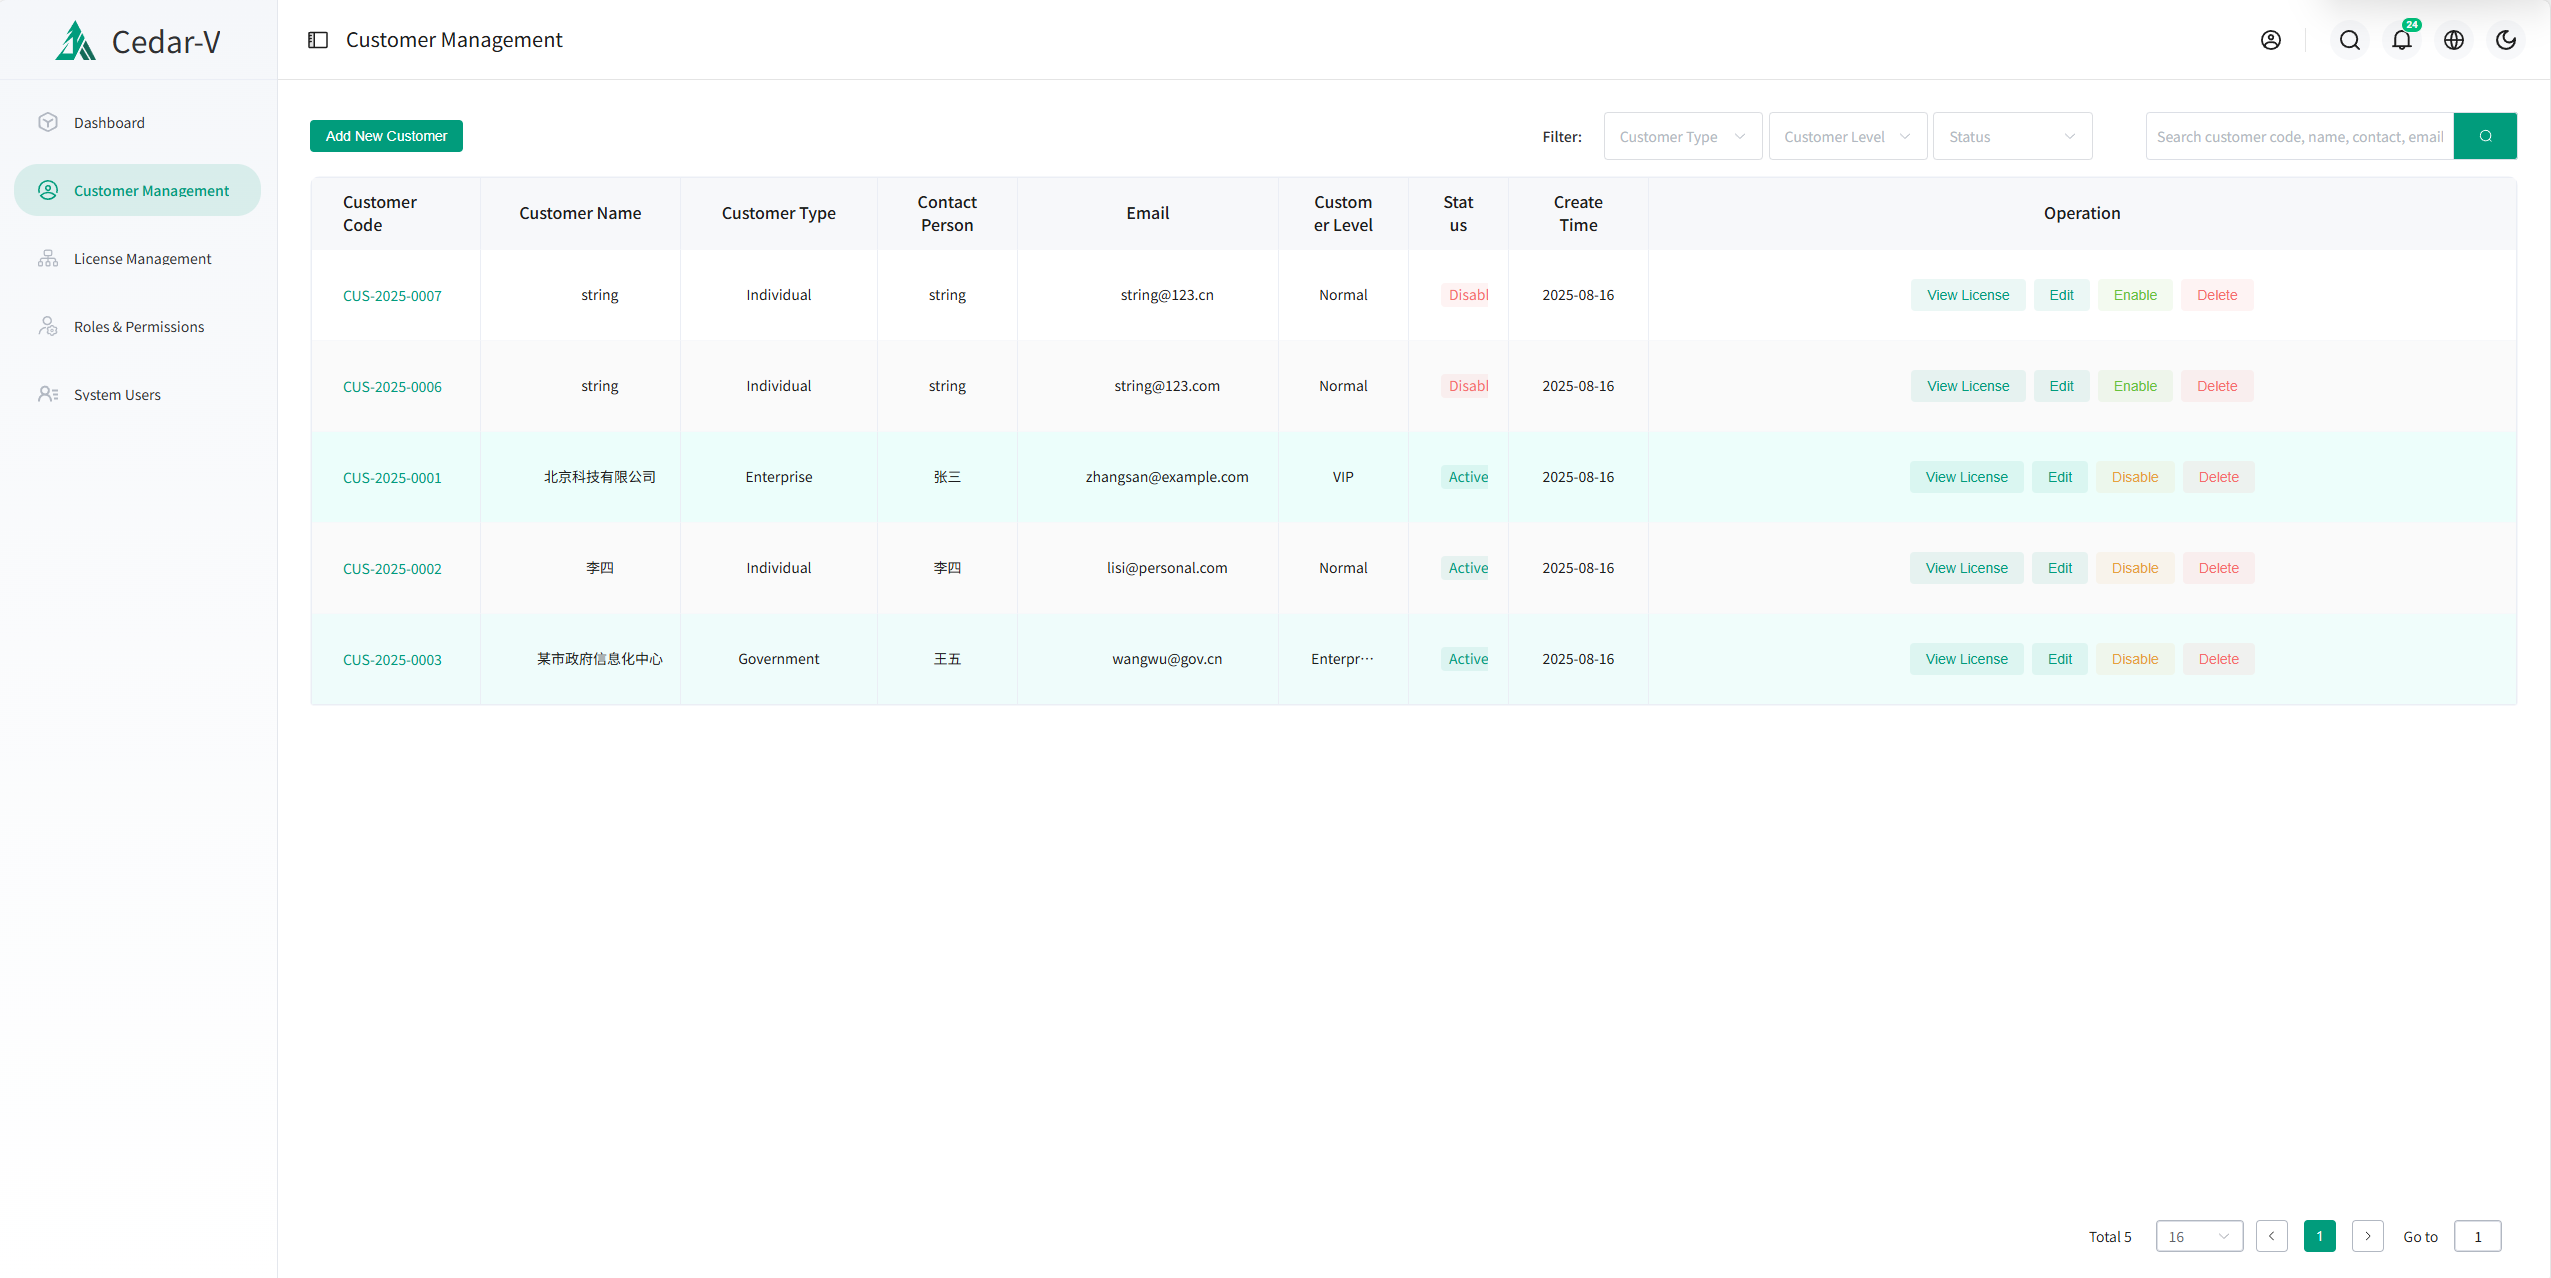 Cedar-V
Customer Management
24
Dashboard
Customer Management
License Management
Roles & Permissions
System Users
Add New Customer
Filter:
Customer Type
Customer Level
Status
Search customer code, name, contact, email
Customer Code
Customer Name
Customer Type
Contact Person
Email
Customer Level
Status
Create Time
Operation
CUS-2025-0007 string Individual string string@123.cn Normal Disabl 2025-08-16 View License Edit Enable Delete
CUS-2025-0006 string Individual string string@123.com Normal Disabl 2025-08-16 View License Edit Enable Delete
CUS-2025-0001 北京科技有限公司 Enterprise 张三 zhangsan@example.com VIP Active 2025-08-16 View License Edit Disable Delete
CUS-2025-0002 李四 Individual 李四 lisi@personal.com Normal Active 2025-08-16 View License Edit Disable Delete
CUS-2025-0003 某市政府信息化中心 Government 王五 wangwu@gov.cn Enterpr··· Active 2025-08-16 View License Edit Disable Delete
Total 5 16 1 Go to 1